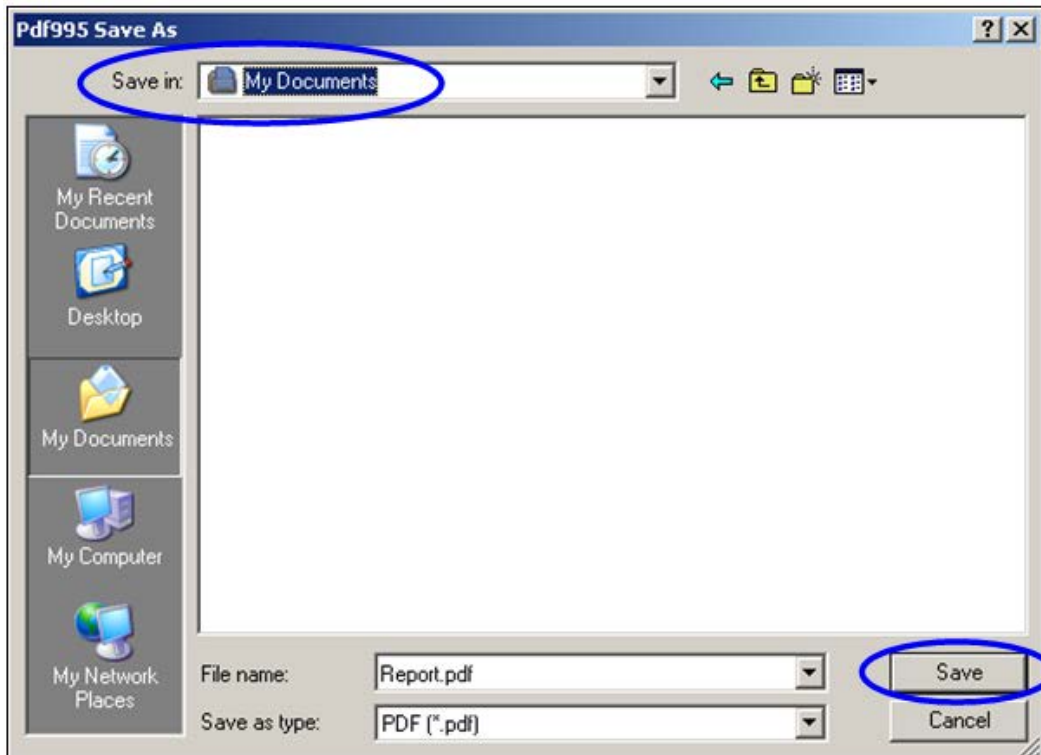 Pdf995 Save As
Save in: My Documents
My Recent
Documents
Desktop
My Documents
My Computer
My Network
Places
File name: Report.pdf Save
Save as type: PDF (*.pdf) Cancel